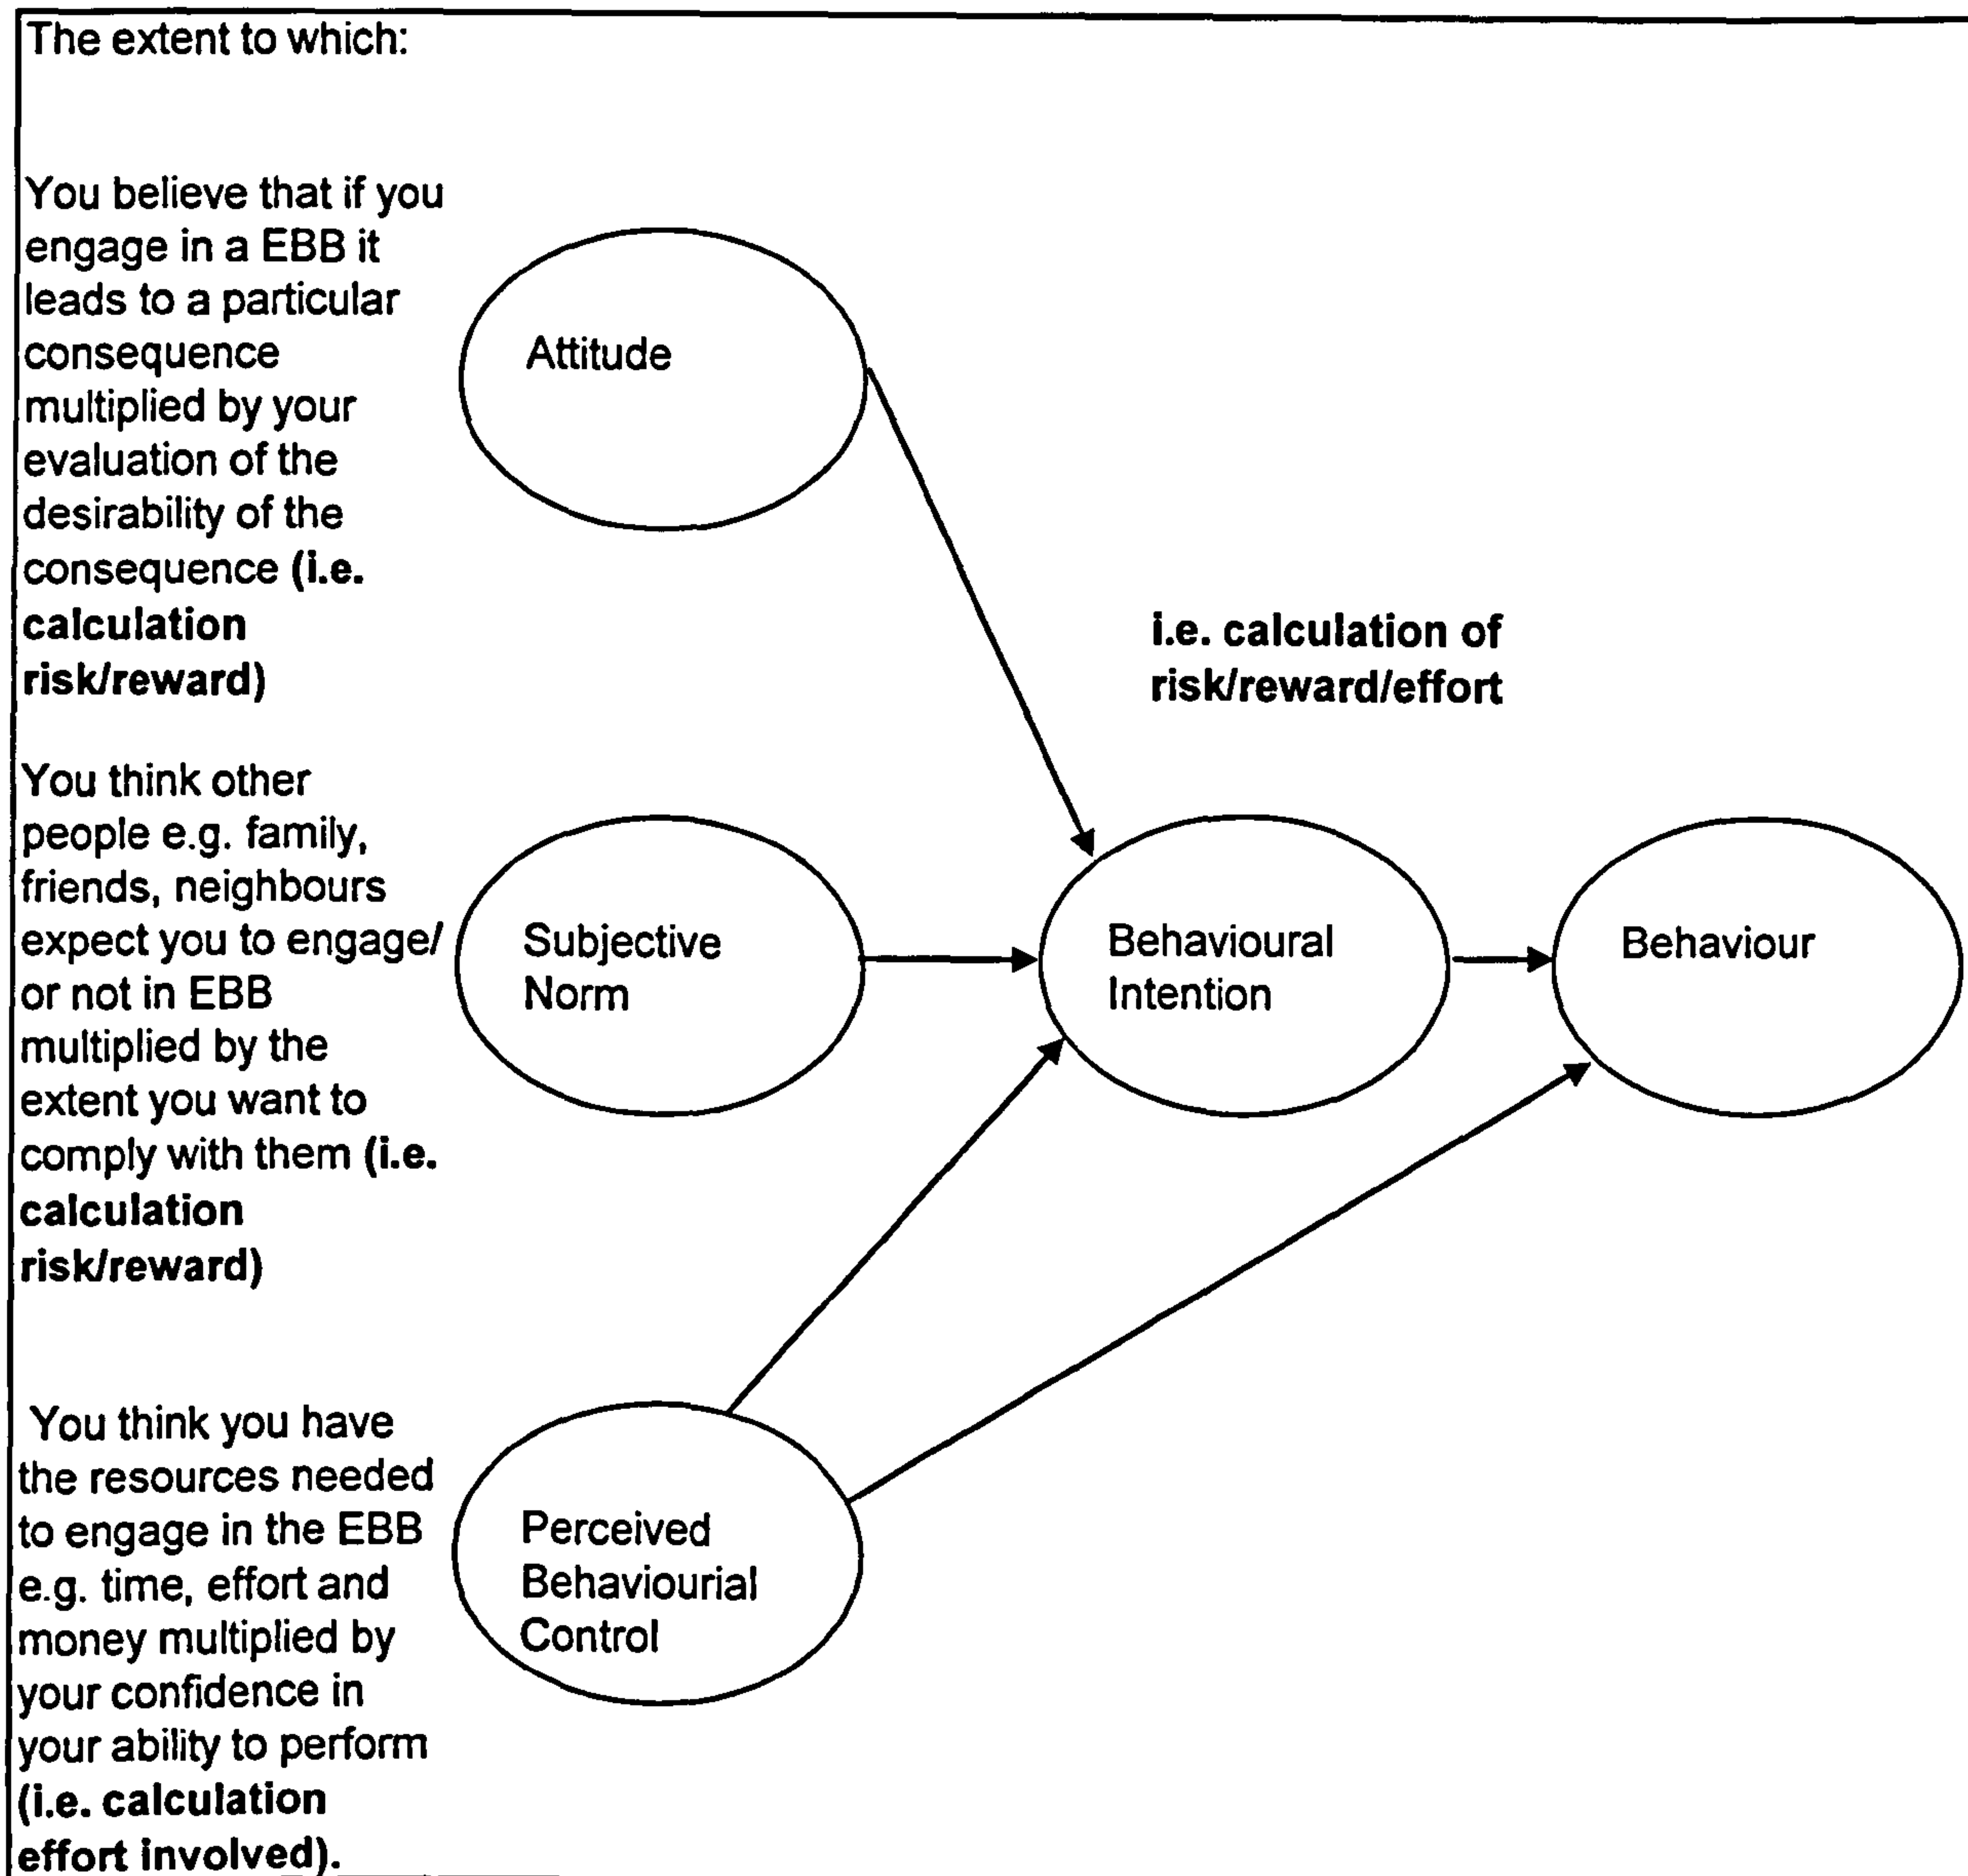 The extent to which:
You believe that if you
engage in a EBB it
leads to a particular
consequence
multiplied by your
evaluation of the
desirability of the
consequence (i.e.
calculation
risk/reward)
Attitude
i.e. calculation of
risk/reward/effort
You think other
people e.g. family,
friends, neighbours
expect you to engage/
or not in EBB
multiplied by the
extent you want to
comply with them (i.e.
calculation
risk/reward)
Subjective
Norm
Behavioural
Intention
Behaviour
You think you have
the resources needed
to engage in the EBB
e.g. time, effort and
money multiplied by
your confidence in
your ability to perform
(i.e. calculation
effort involved).
Perceived
Behaviourial
Control